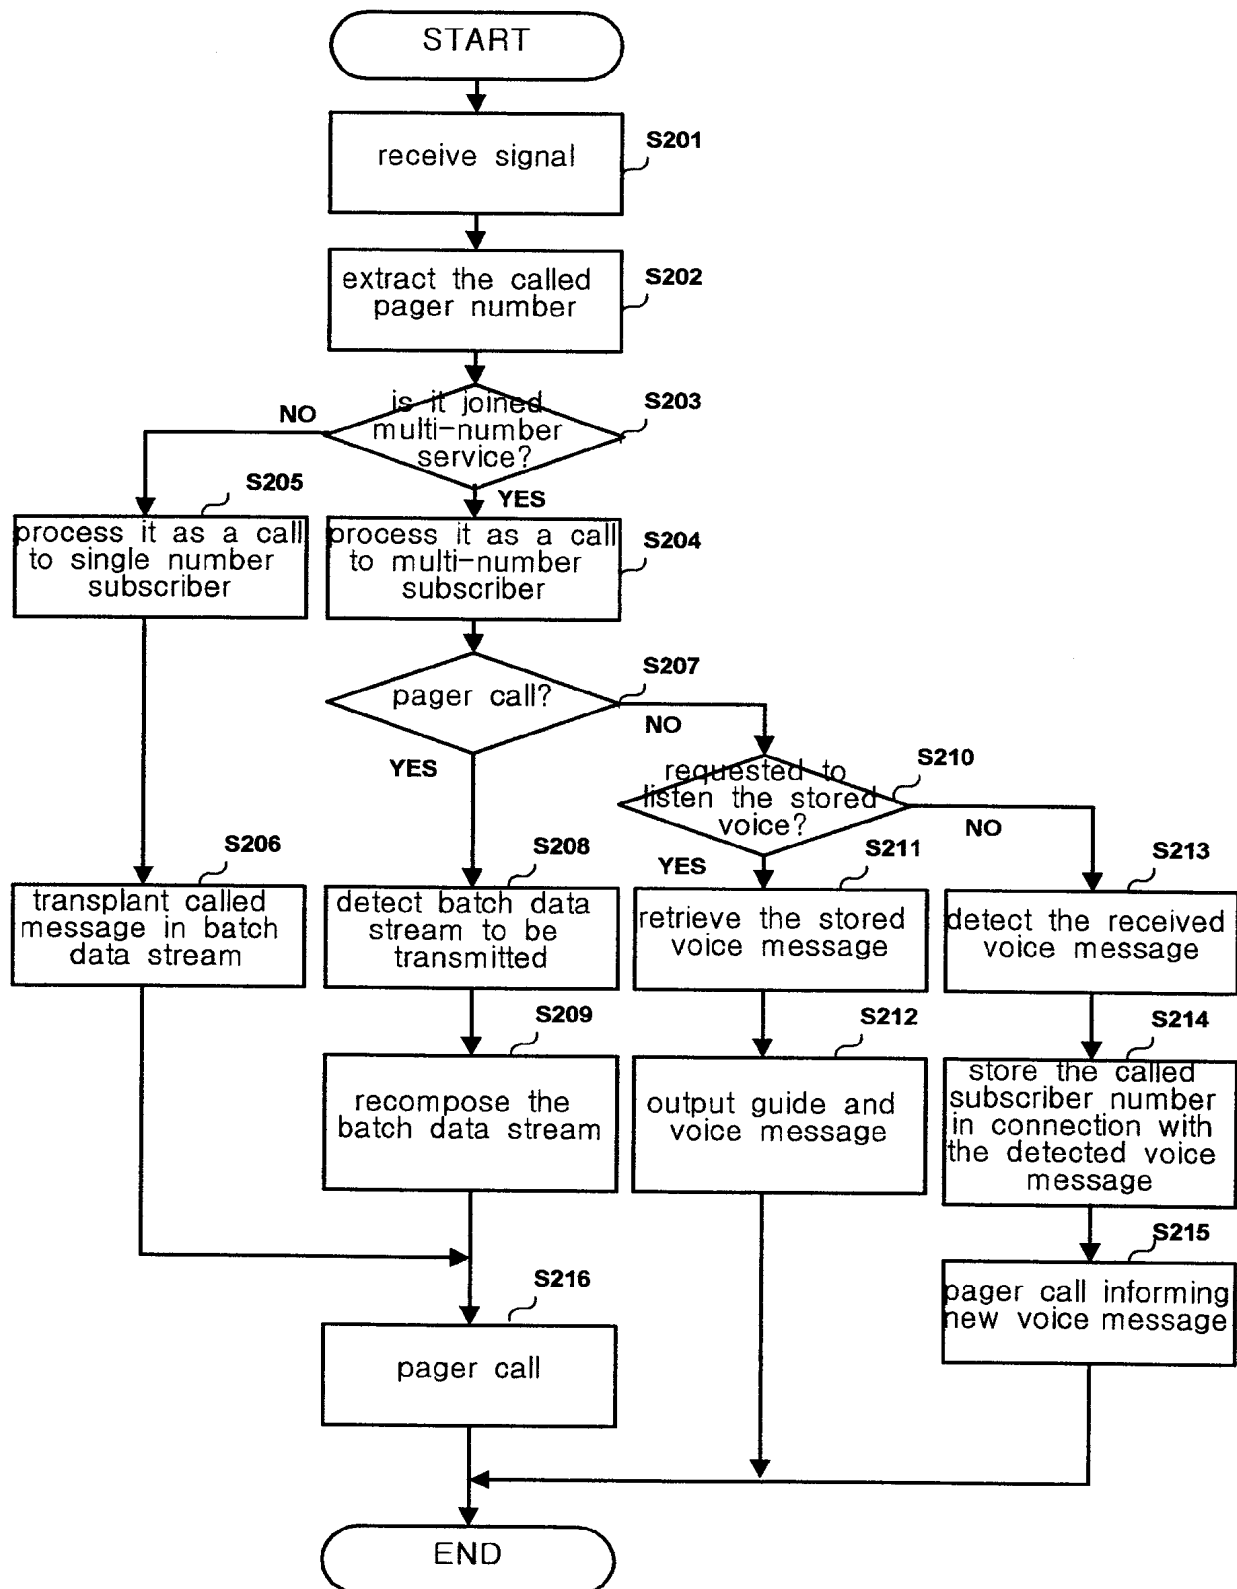 START
receive signal
S201
extract the called
pager number
S202
is it joined
multi-number
service?
S203
NO
YES
S205
process it as a call
to single number
subscriber
process it as a call
to multi-number
subscriber
S204
pager call?
S207
NO
YES
requested to
listen the stored
voice?
S210
NO
YES
S206
transplant called
message in batch
data stream
S208
detect batch data
stream to be
transmitted
S211
retrieve the stored
voice message
S213
detect the received
voice message
S209
recompose the
batch data stream
S212
output guide and
voice message
S214
store the called
subscriber number
in connection with
the detected voice
message
S215
pager call informing
new voice message
S216
pager call
END